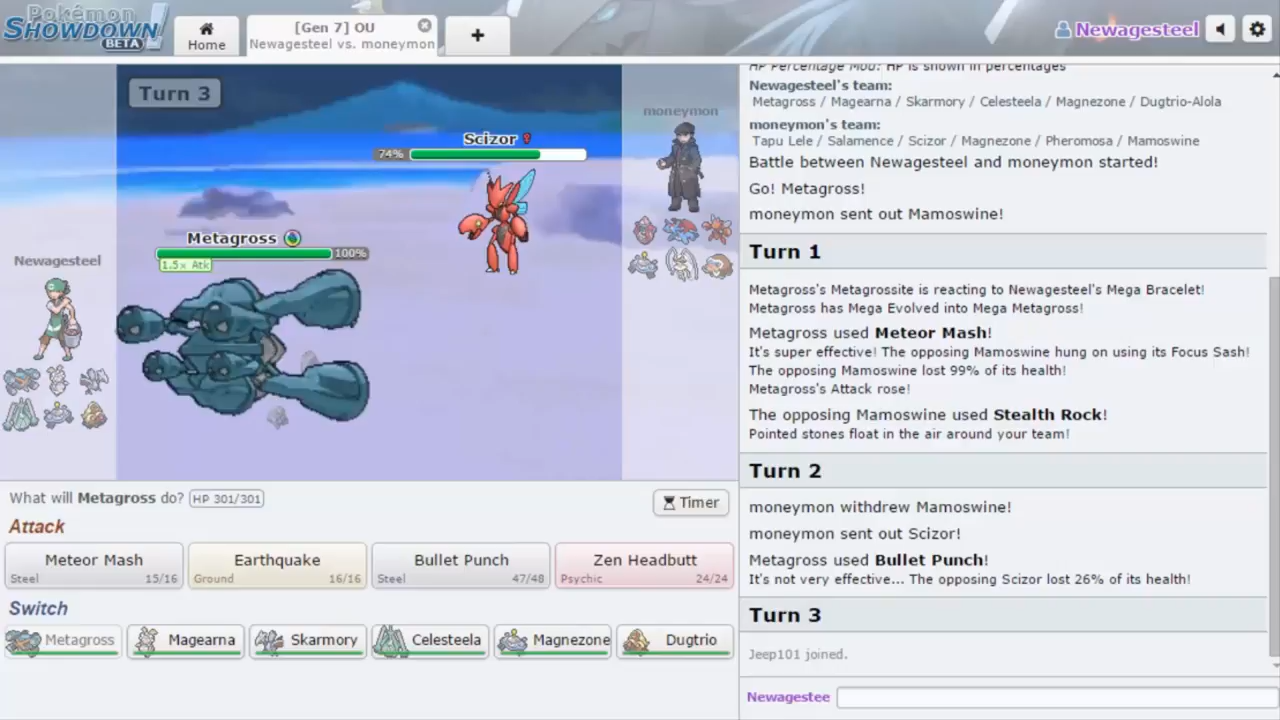 Pokémon
SHOWDOWN!
BETA
Home
[Gen 7] OU
Newagesteel vs. moneymon
+
Newagesteel
Turn 3
moneymon
Scizor
74%
Metagross
100%
1.5x Atk
Newagesteel
What will Metagross do? HP 301/301
Timer
Attack
Meteor Mash
Steel 15/16
Earthquake
Ground 16/16
Bullet Punch
Steel 47/48
Zen Headbutt
Psychic 24/24
Switch
Metagross
Magearna
Skarmory
Celesteela
Magnezone
Dugtrio
HP Percentage Mod: HP is shown in percentages
Newagesteel's team:
Metagross / Magearna / Skarmory / Celesteela / Magnezone / Dugtrio-Alola
moneymon's team:
Tapu Lele / Salamence / Scizor / Magnezone / Pheromosa / Mamoswine
Battle between Newagesteel and moneymon started!
Go! Metagross!
moneymon sent out Mamoswine!
Turn 1
Metagross's Metagrossite is reacting to Newagesteel's Mega Bracelet!
Metagross has Mega Evolved into Mega Metagross!
Metagross used Meteor Mash!
It's super effective! The opposing Mamoswine hung on using its Focus Sash!
The opposing Mamoswine lost 99% of its health!
Metagross's Attack rose!
The opposing Mamoswine used Stealth Rock!
Pointed stones float in the air around your team!
Turn 2
moneymon withdrew Mamoswine!
moneymon sent out Scizor!
Metagross used Bullet Punch!
It's not very effective... The opposing Scizor lost 26% of its health!
Turn 3
Jeep101 joined.
Newagestee